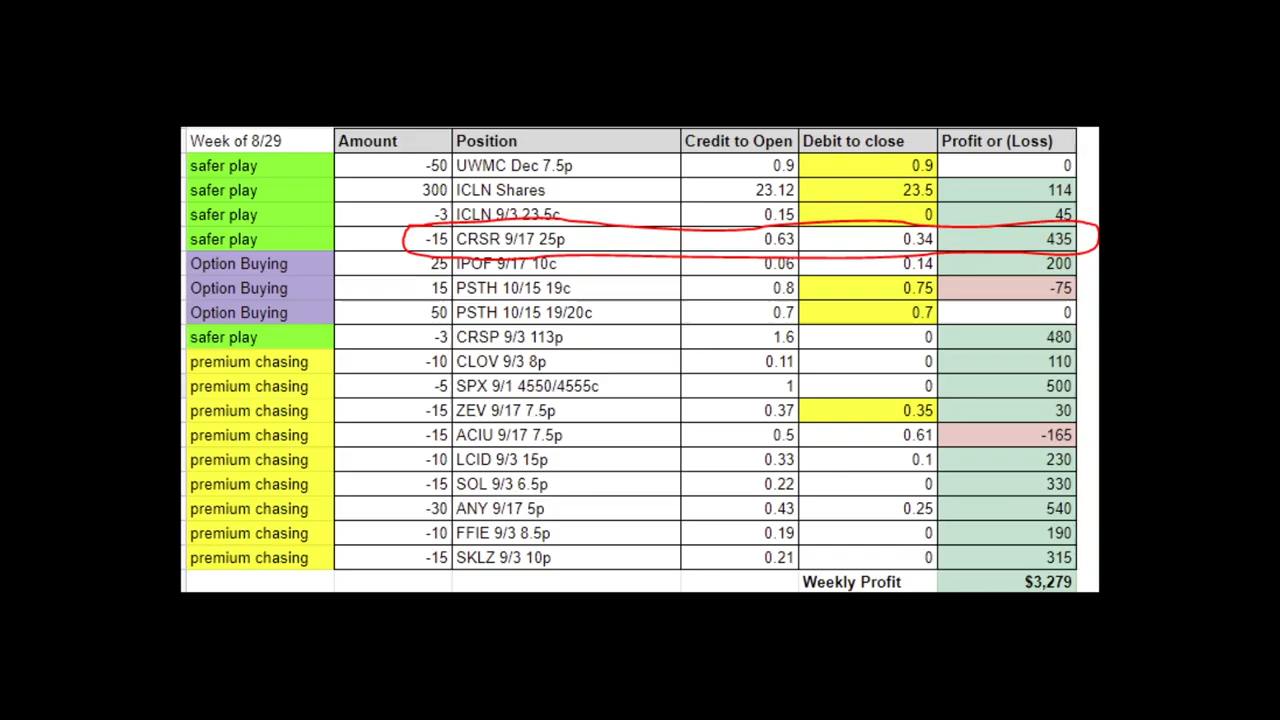 Week of 8/29 Amount Position Credit to Open Debit to close Profit or (Loss)
safer play -50 UWMC Dec 7.5p 0.9 0.9 0
safer play 300 ICLN Shares 23.12 23.5 114
safer play -3 ICLN 9/3 23.5c 0.15 0 45
safer play -15 CRSR 9/17 25p 0.63 0.34 435
Option Buying 25 IPOF 9/17 10c 0.06 0.14 200
Option Buying 15 PSTH 10/15 19c 0.8 0.75 -75
Option Buying 50 PSTH 10/15 19/20c 0.7 0.7 0
safer play -3 CRSP 9/3 113p 1.6 0 480
premium chasing -10 CLOV 9/3 8p 0.11 0 110
premium chasing -5 SPX 9/1 4550/4555c 1 0 500
premium chasing -15 ZEV 9/17 7.5p 0.37 0.35 30
premium chasing -15 ACIU 9/17 7.5p 0.5 0.61 -165
premium chasing -10 LCID 9/3 15p 0.33 0.1 230
premium chasing -15 SOL 9/3 6.5p 0.22 0 330
premium chasing -30 ANY 9/17 5p 0.43 0.25 540
premium chasing -10 FFIE 9/3 8.5p 0.19 0 190
premium chasing -15 SKLZ 9/3 10p 0.21 0 315
Weekly Profit $3,279